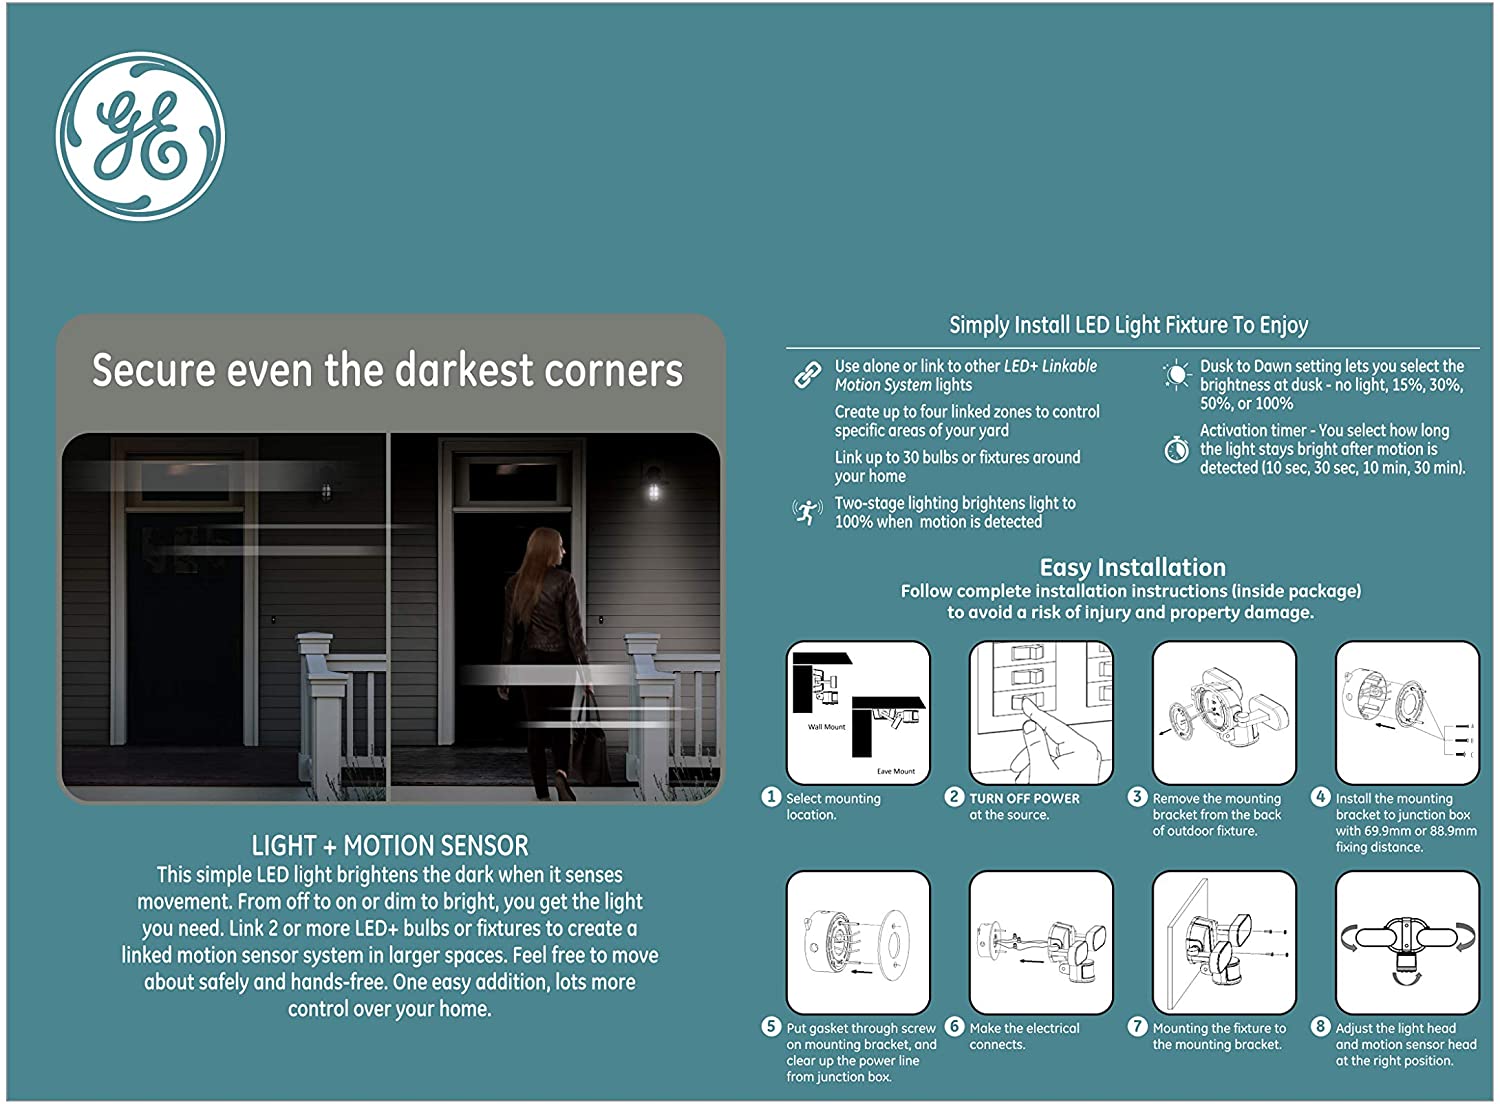 GE
Secure even the darkest corners
LIGHT + MOTION SENSOR
This simple LED light brightens the dark when it senses
movement. From off to on or dim to bright, you get the light
you need. Link 2 or more LED+ bulbs or fixtures to create a
linked motion sensor system in larger spaces. Feel free to move
about safely and hands-free. One easy addition, lots more
control over your home.
Simply Install LED Light Fixture To Enjoy
Use alone or link to other LED+ Linkable
Motion System lights
Create up to four linked zones to control
specific areas of your yard
Link up to 30 bulbs or fixtures around
your home
Two-stage lighting brightens light to
100% when motion is detected
Dusk to Dawn setting lets you select the
brightness at dusk - no light, 15%, 30%,
50%, or 100%
Activation timer - You select how long
the light stays bright after motion is
detected (10 sec, 30 sec, 10 min, 30 min).
Easy Installation
Follow complete installation instructions (inside package)
to avoid a risk of injury and property damage.
Wall Mount
Eave Mount
1 Select mounting
location.
2 TURN OFF POWER
at the source.
3 Remove the mounting
bracket from the back
of outdoor fixture.
A
B
C
4 Install the mounting
bracket to junction box
with 69.9mm or 88.9mm
fixing distance.
5 Put gasket through screw
on mounting bracket, and
clear up the power line
from junction box.
6 Make the electrical
connects.
7 Mounting the fixture to
the mounting bracket.
8 Adjust the light head
and motion sensor head
at the right position.